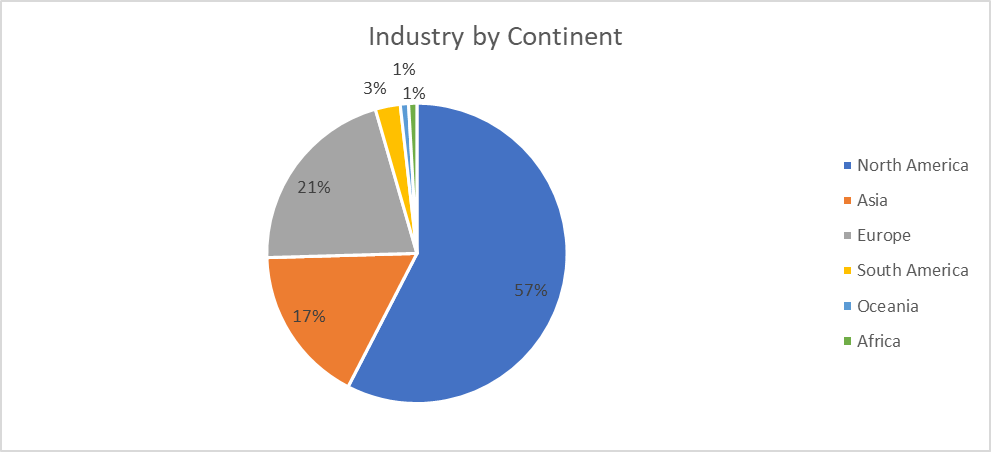 Industry by Continent
1%
3%
1%
21%
57%
17%
North America
Asia
Europe
South America
Oceania
Africa